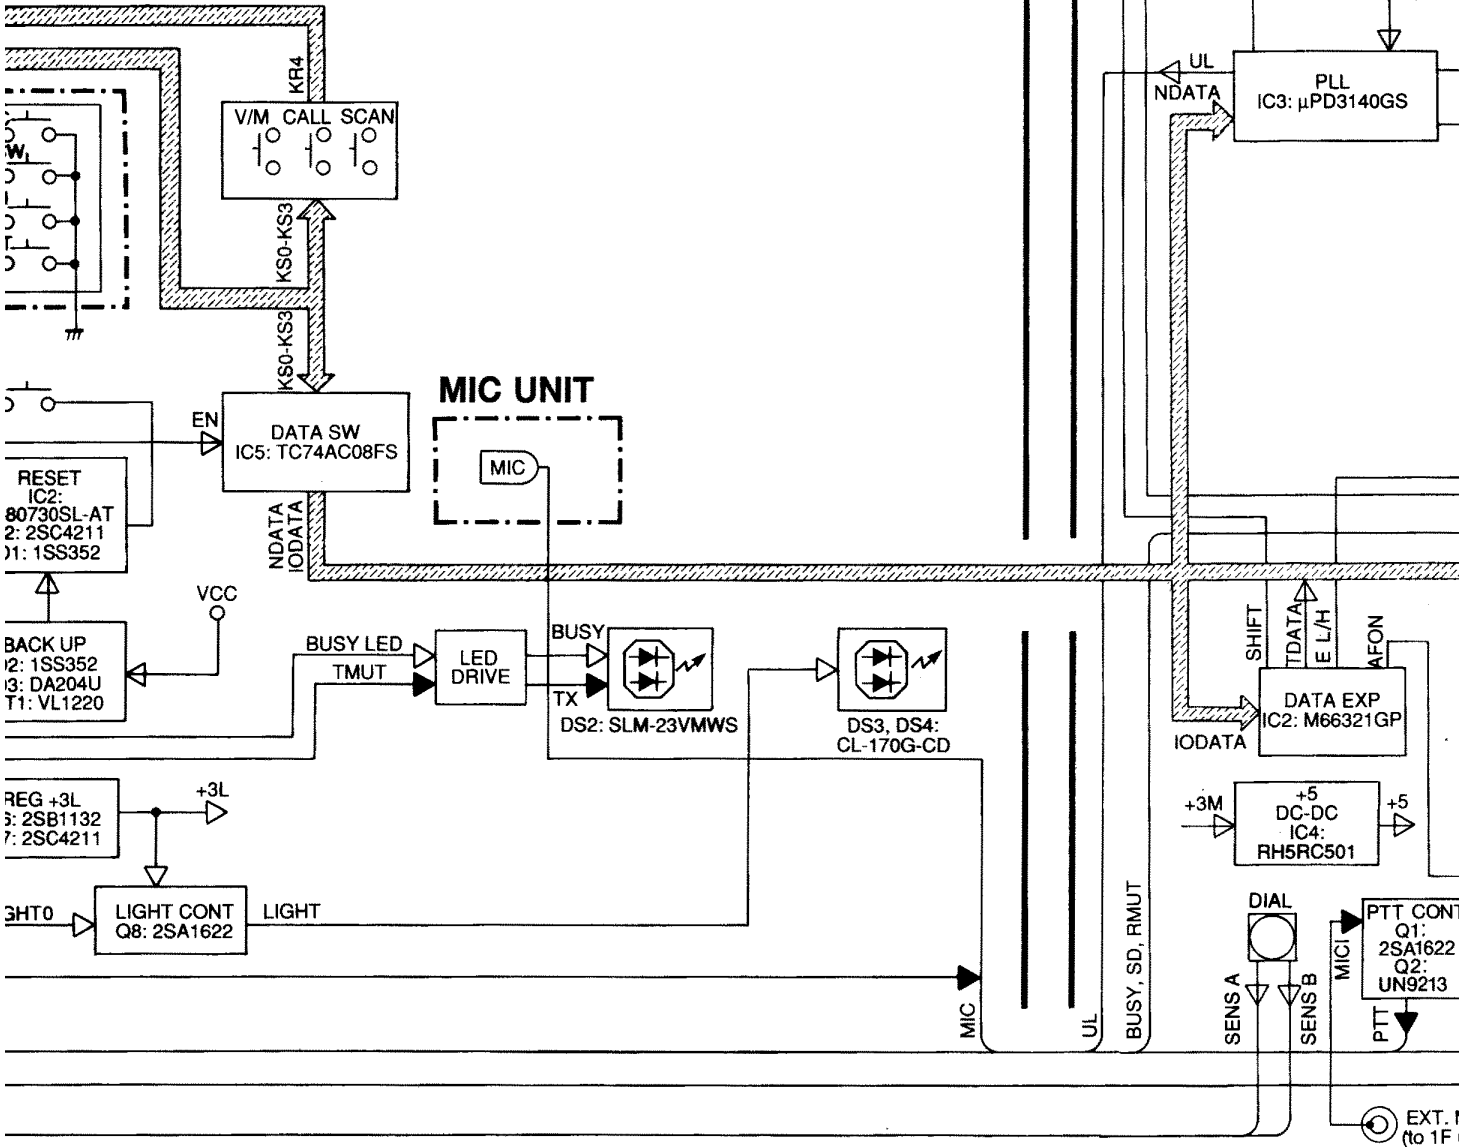 KR4
V/M CALL SCAN
KS0-KS3
KS0-KS3
EN
DATA SW
IC5: TC74AC08FS
NDATA
IODATA
MIC UNIT
MIC
UL
NDATA
PLL
IC3: µPD3140GS
RESET
IC2:
80730SL-AT
2: 2SC4211
01: 1SS352
VCC
BACK UP
2: 1SS352
3: DA204U
T1: VL1220
BUSY LED
TMUT
LED
DRIVE
BUSY
TX
DS2: SLM-23VMWS
DS3, DS4:
CL-170G-CD
SHIFT
TDATA
E L/H
AFON
DATA EXP
IC2: M66321GP
IODATA
REG +3L
6: 2SB1132
7: 2SC4211
+3L
+3M
+5
DC-DC
IC4:
RH5RC501
+5
GHT0
LIGHT CONT
Q8: 2SA1622
LIGHT
MIC
UL
BUSY, SD, RMUT
DIAL
SENS A
SENS B
MICI
PTT CONT
Q1:
2SA1622
Q2:
UN9213
PTT
EXT.
(to 1F